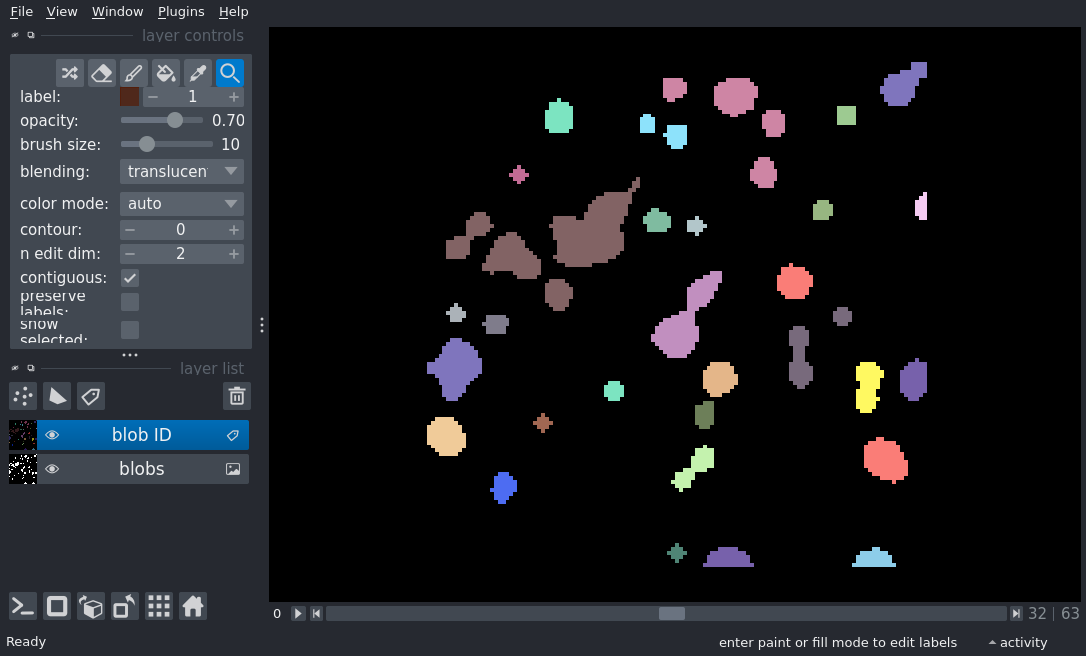 File View Window Plugins Help
layer controls
label: 1
opacity: 0.70
brush size: 10
blending: translucen
color mode: auto
contour: 0
n edit dim: 2
contiguous:
preserve
labels:
show
selected:
layer list
blob ID
blobs
0 32 | 63
Ready enter paint or fill mode to edit labels activity